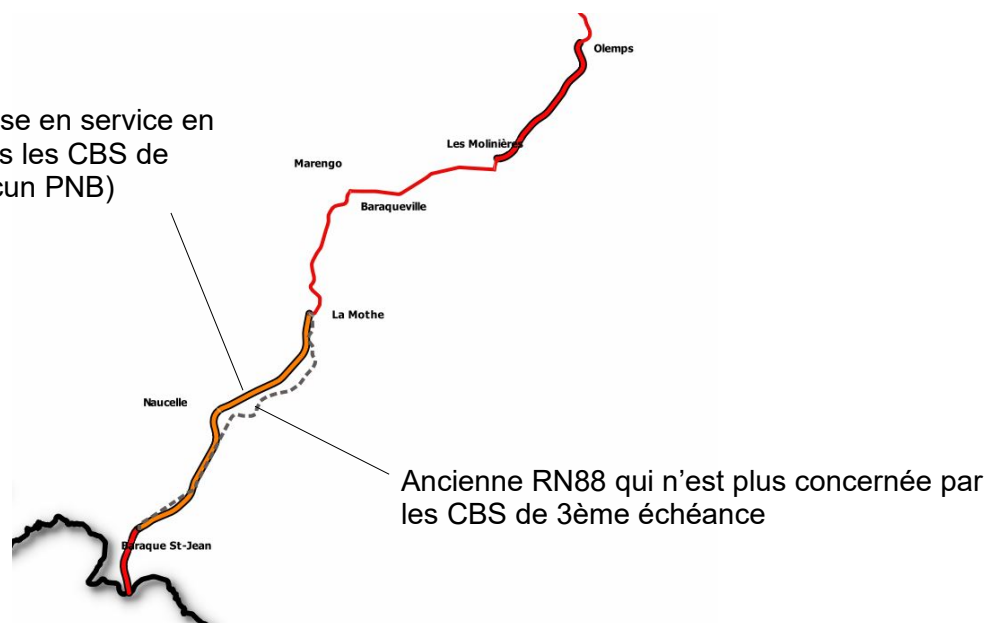 Olemps
se en service en
s les CBS de
cun PNB)
Les Molinières
Marengo
Baraqueville
La Mothe
Naucelle
Ancienne RN88 qui n’est plus concernée par
les CBS de 3ème échéance
Baraque St-Jean